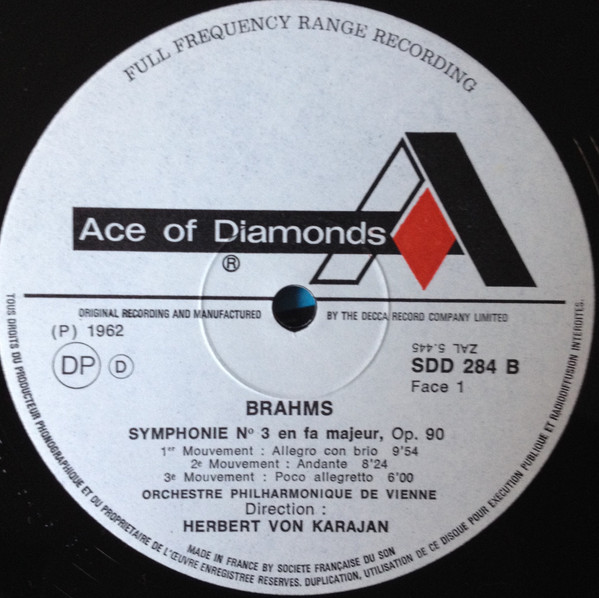 FULL FREQUENCY RANGE RECORDING
Ace of Diamonds
®
ORIGINAL RECORDING AND MANUFACTURED BY THE DECCA RECORD COMPANY LIMITED
(P) 1962
ZAL 5.445
DP D
SDD 284 B
Face 1
BRAHMS
SYMPHONIE Nº 3 en fa majeur, Op. 90
1er Mouvement : Allegro con brio 9'54
2e Mouvement : Andante 8'24
3e Mouvement : Poco allegretto 6'00
ORCHESTRE PHILHARMONIQUE DE VIENNE
Direction :
HERBERT VON KARAJAN
MADE IN FRANCE BY SOCIETE FRANÇAISE DU SON
TOUS DROITS DU PRODUCTEUR PHONOGRAPHIQUE ET DU PROPRIETAIRE DE L'ŒUVRE ENREGISTREE RESERVES. DUPLICATION, UTILISATION DE CE DISQUE POUR EXECUTION PUBLIQUE ET RADIODIFFUSION INTERDITES.